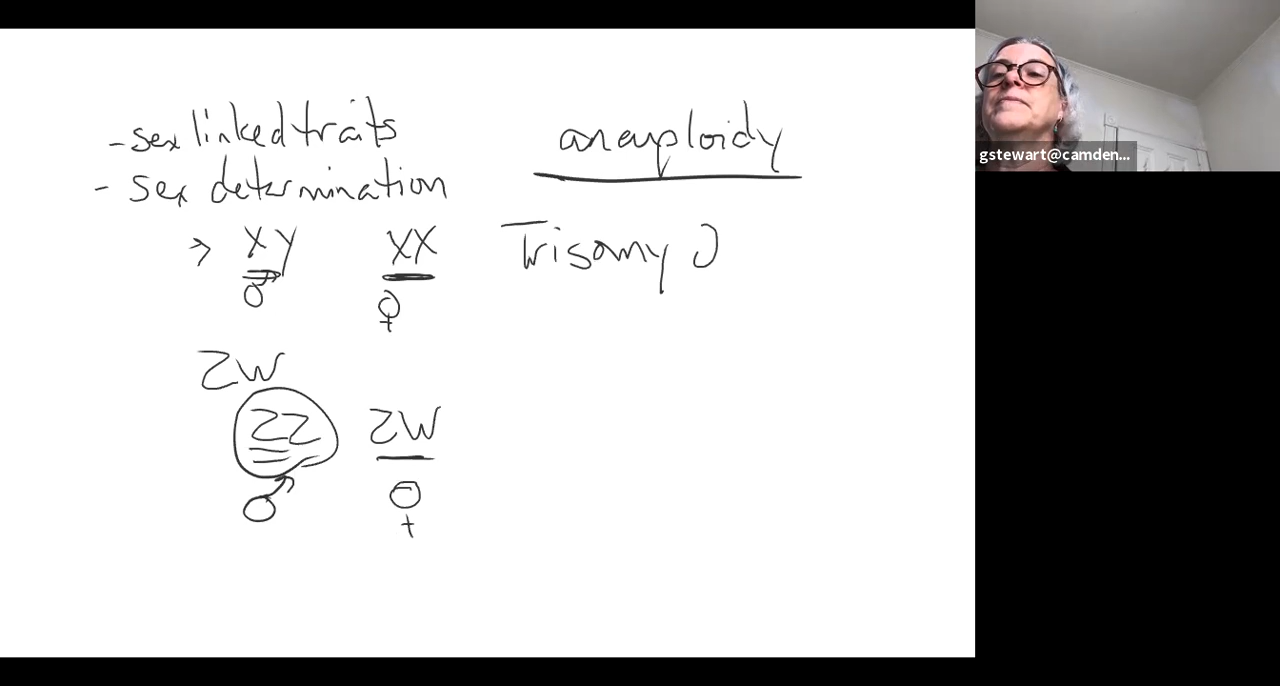 - sex linked traits
- sex determination
> XY XX
♂ ♀
ZW
ZZ ZW
♂ ♀
aneuploidy
Trisomy
gstewart@camden...